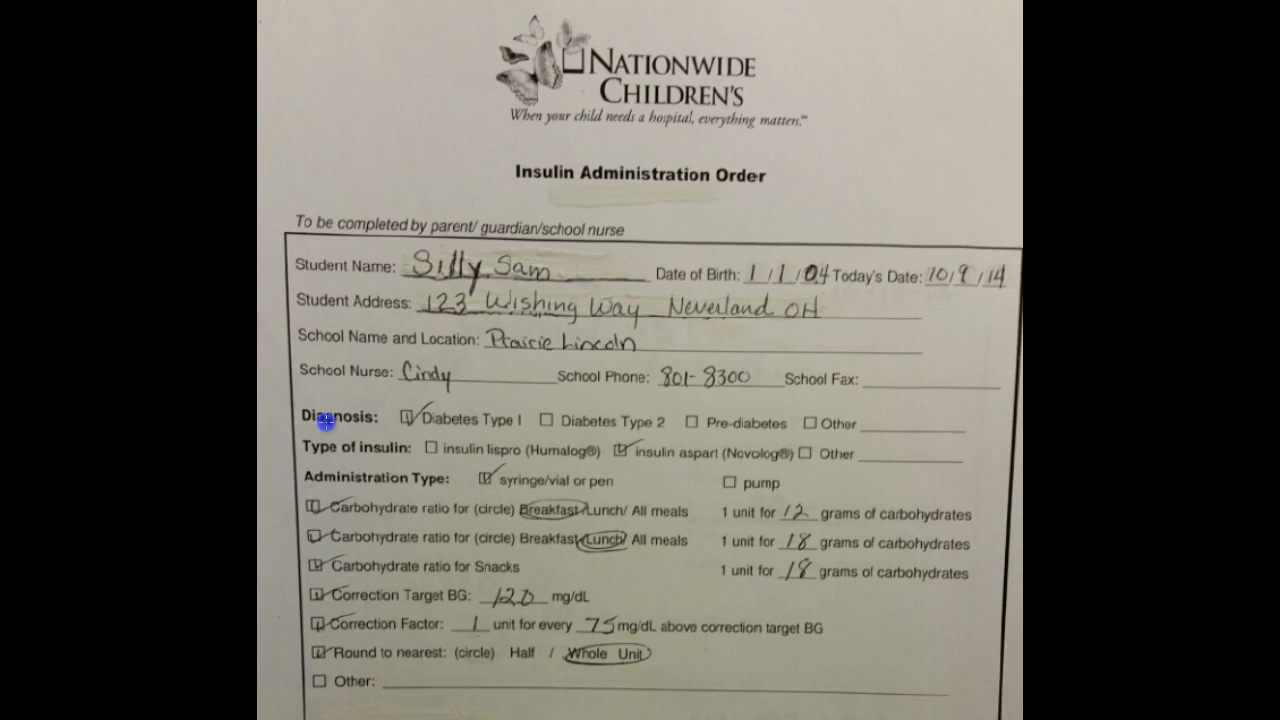 NATIONWIDE
CHILDREN'S
When your child needs a hospital, everything matters.℠
Insulin Administration Order
To be completed by parent/ guardian/school nurse
Student Name: Silly Sam Date of Birth: 1/1/04 Today's Date: 10/9/14
Student Address: 123 Wishing Way Neverland OH
School Name and Location: Prairie Lincoln
School Nurse: Cindy School Phone: 801-8300 School Fax:
Diagnosis: Diabetes Type 1 Diabetes Type 2 Pre-diabetes Other
Type of insulin: insulin lispro (Humalog®) insulin aspart (Novolog®) Other
Administration Type: syringe/vial or pen pump
Carbohydrate ratio for (circle) Breakfast/Lunch/ All meals 1 unit for 12 grams of carbohydrates
Carbohydrate ratio for (circle) Breakfast/Lunch/ All meals 1 unit for 18 grams of carbohydrates
Carbohydrate ratio for Snacks 1 unit for 18 grams of carbohydrates
Correction Target BG: 120 mg/dL
Correction Factor: 1 unit for every 75 mg/dL above correction target BG
Round to nearest: (circle) Half / Whole Unit
Other: